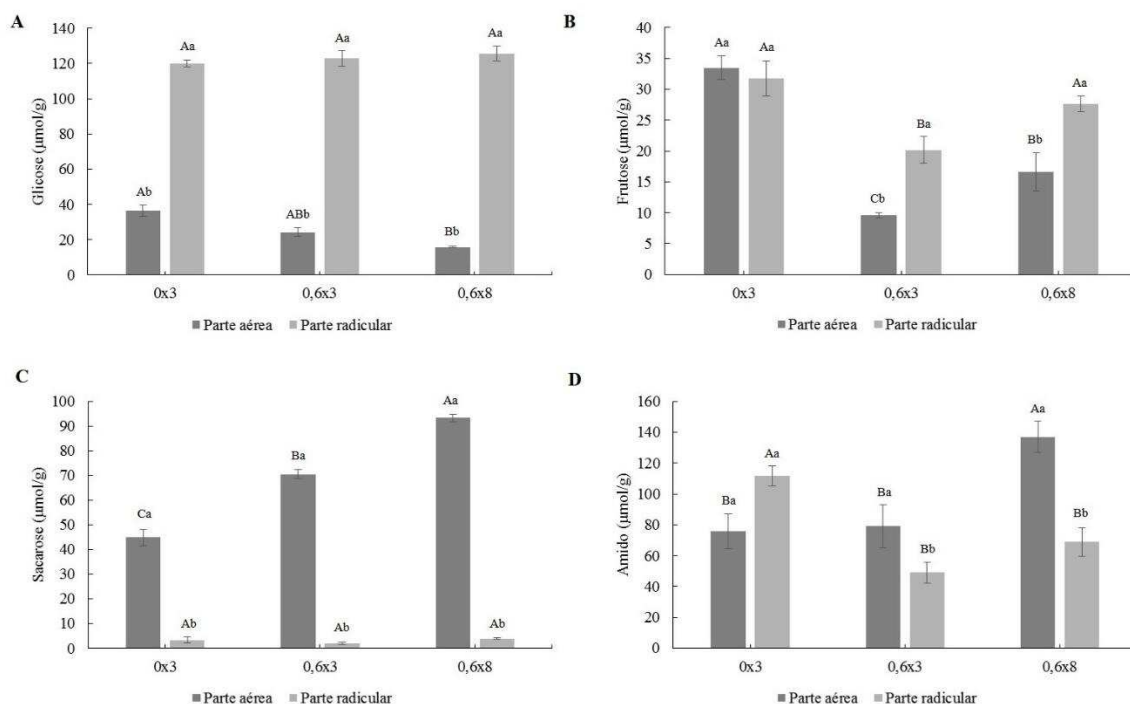 A
Glicose (µmol/g)
140
120
100
80
60
40
20
0
Ab
Aa
ABb
Aa
Bb
Aa
0x3
0,6x3
0,6x8
Parte aérea
Parte radicular
B
Frutose (µmol/g)
40
35
30
25
20
15
10
5
0
Aa
Aa
Cb
Ba
Bb
Aa
0x3
0,6x3
0,6x8
Parte aérea
Parte radicular
C
Sacarose (µmol/g)
100
90
80
70
60
50
40
30
20
10
0
Ca
Ab
Ba
Ab
Aa
Ab
0x3
0,6x3
0,6x8
Parte aérea
Parte radicular
D
Amido (µmol/g)
160
140
120
100
80
60
40
20
0
Ba
Aa
Ba
Bb
Aa
Bb
0x3
0,6x3
0,6x8
Parte aérea
Parte radicular